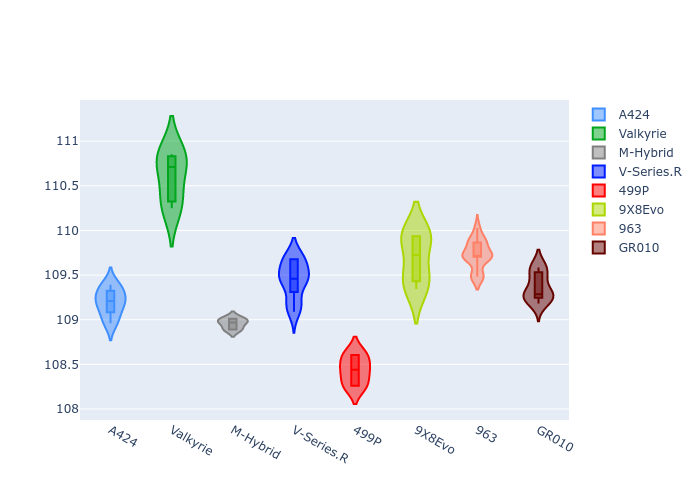 111
110.5
110
109.5
109
108.5
108
A424
Valkyrie
M-Hybrid
V-Series.R
499P
9X8Evo
963
GR010
A424
Valkyrie
M-Hybrid
V-Series.R
499P
9X8Evo
963
GR010